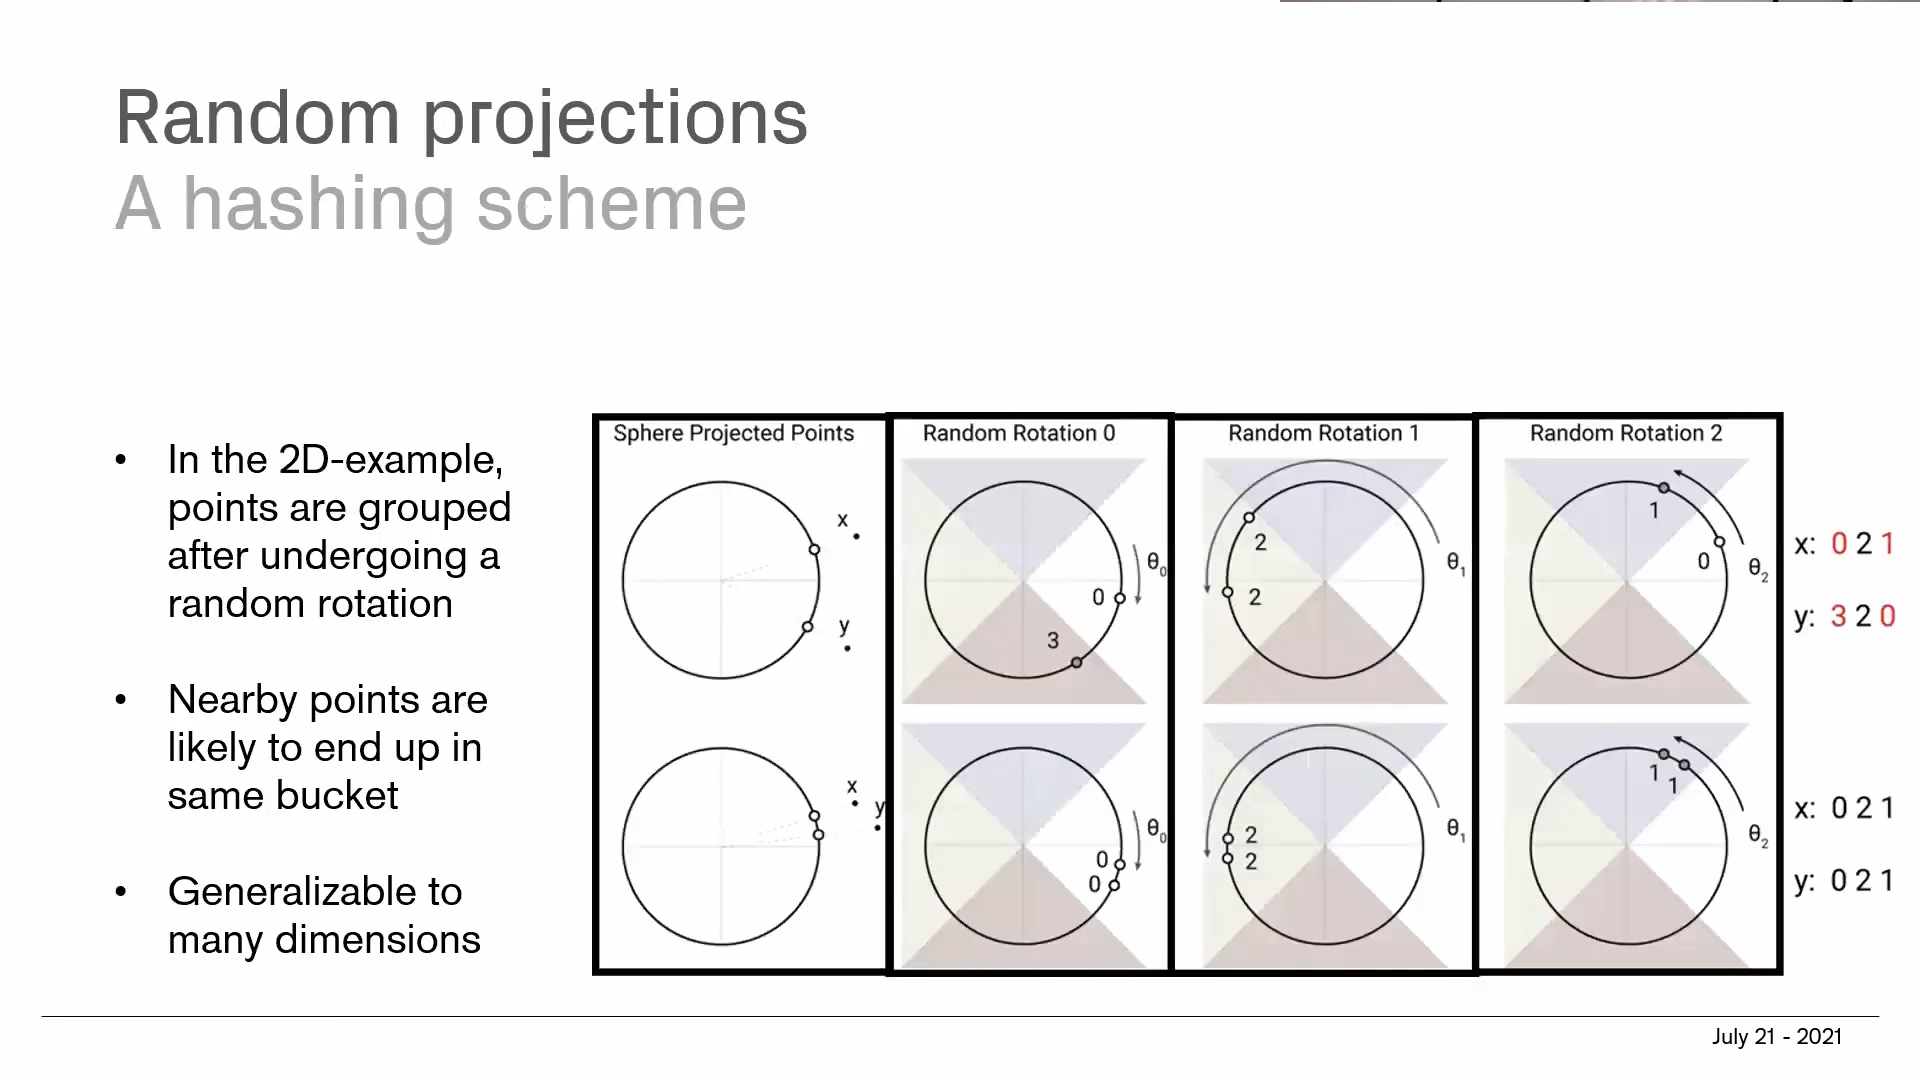 Random projections
A hashing scheme
• In the 2D-example,
points are grouped
after undergoing a
random rotation
• Nearby points are
likely to end up in
same bucket
• Generalizable to
many dimensions
Sphere Projected Points
Random Rotation 0
Random Rotation 1
Random Rotation 2
x
y
0
3
θ0
2
2
θ1
1
0
θ2
x: 0 2 1
y: 3 2 0
x
y
0
0
θ0
2
2
θ1
1
1
θ2
x: 0 2 1
y: 0 2 1
July 21 - 2021